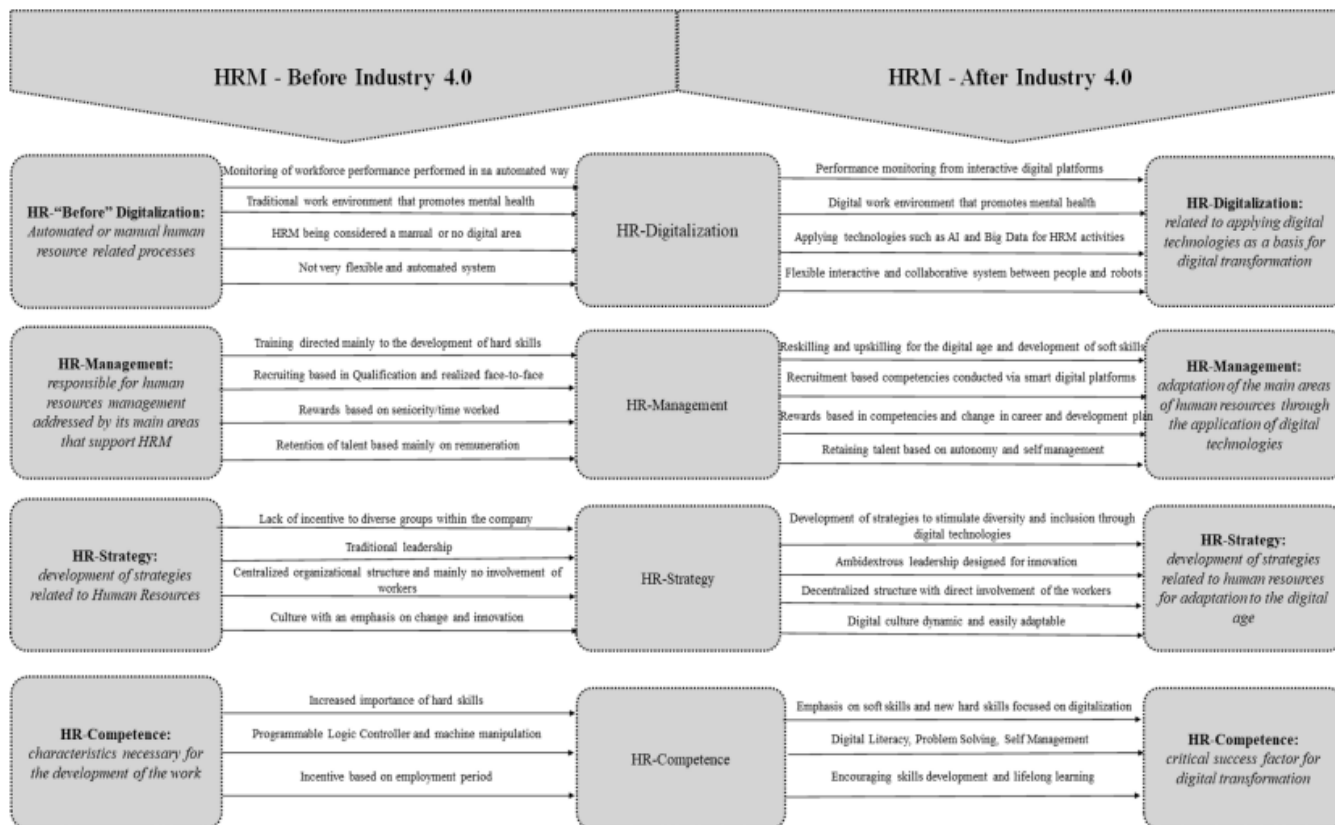 HRM - Before Industry 4.0
HRM - After Industry 4.0
HR-“Before” Digitalization:
Automated or manual human
resource related processes
Monitoring of workforce performance performed in na automated way
Traditional work environment that promotes mental health
HRM being considered a manual or no digital area
Not very flexible and automated system
HR-Digitalization
Performance monitoring from interactive digital platforms
Digital work environment that promotes mental health
Applying technologies such as AI and Big Data for HRM activities
Flexible interactive and collaborative system between people and robots
HR-Digitalization:
related to applying digital
technologies as a basis for
digital transformation
HR-Management:
responsible for human
resources management
addressed by its main areas
that support HRM
Training directed mainly to the development of hard skills
Recruiting based in Qualification and realized face-to-face
Rewards based on seniority/time worked
Retention of talent based mainly on remuneration
HR-Management
Reskilling and upskilling for the digital age and development of soft skills
Recruitment based competencies conducted via smart digital platforms
Rewards based in competencies and change in career and development plan
Retaining talent based on autonomy and self management
HR-Management:
adaptation of the main areas
of human resources through
the application of digital
technologies
HR-Strategy:
development of strategies
related to Human Resources
Lack of incentive to diverse groups within the company
Traditional leadership
Centralized organizational structure and mainly no involvement of
workers
Culture with an emphasis on change and innovation
HR-Strategy
Development of strategies to stimulate diversity and inclusion through
digital technologies
Ambidextrous leadership designed for innovation
Decentralized structure with direct involvement of the workers
Digital culture dynamic and easily adaptable
HR-Strategy:
development of strategies
related to human resources
for adaptation to the digital
age
HR-Competence:
characteristics necessary for
the development of the work
Increased importance of hard skills
Programmable Logic Controller and machine manipulation
Incentive based on employment period
HR-Competence
Emphasis on soft skills and new hard skills focused on digitalization
Digital Literacy, Problem Solving, Self Management
Encouraging skills development and lifelong learning
HR-Competence:
critical success factor for
digital transformation